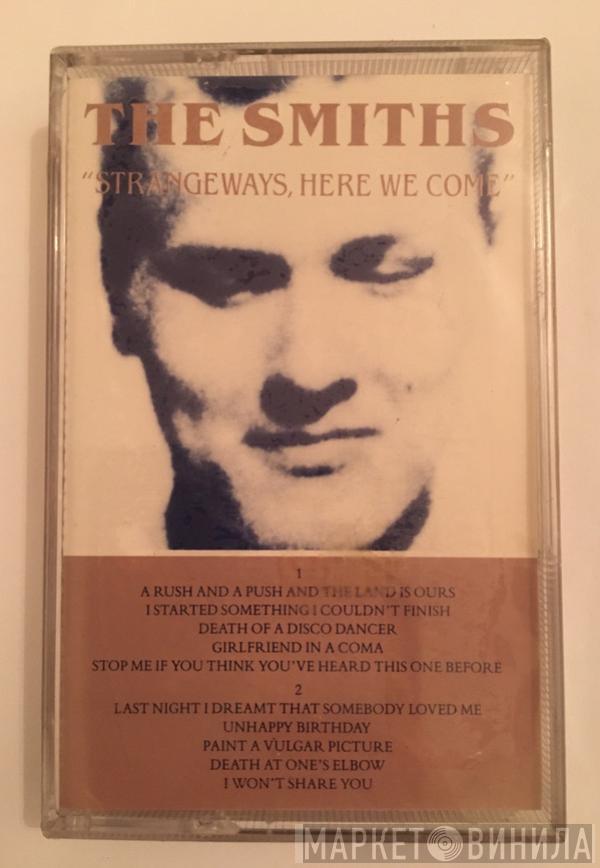 THE SMITHS
"STRANGEWAYS, HERE WE COME"
1
A RUSH AND A PUSH AND THE LAND IS OURS
I STARTED SOMETHING I COULDN'T FINISH
DEATH OF A DISCO DANCER
GIRLFRIEND IN A COMA
STOP ME IF YOU THINK YOU'VE HEARD THIS ONE BEFORE
2
LAST NIGHT I DREAMT THAT SOMEBODY LOVED ME
UNHAPPY BIRTHDAY
PAINT A VULGAR PICTURE
DEATH AT ONE'S ELBOW
I WON'T SHARE YOU
МАРКЕТ ВИНИЛА